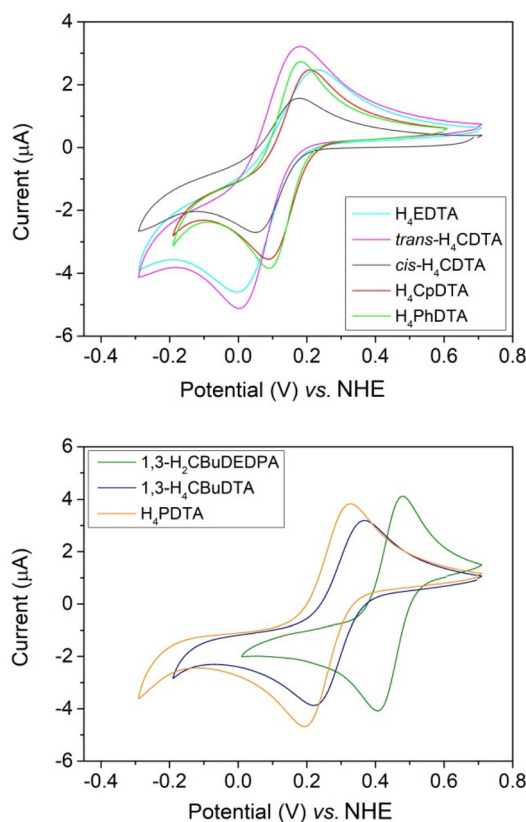 4
2
0
-2
-4
-6
Current (μA)
H₄EDTA
trans-H₄CDTA
cis-H₄CDTA
H₄CpDTA
H₄PhDTA
-0.4 -0.2 0.0 0.2 0.4 0.6 0.8
Potential (V) vs. NHE
6
4
2
0
-2
-4
-6
Current (μA)
1,3-H₂CBuDEDPA
1,3-H₄CBuDTA
H₄PDTA
-0.4 -0.2 0.0 0.2 0.4 0.6 0.8
Potential (V) vs. NHE